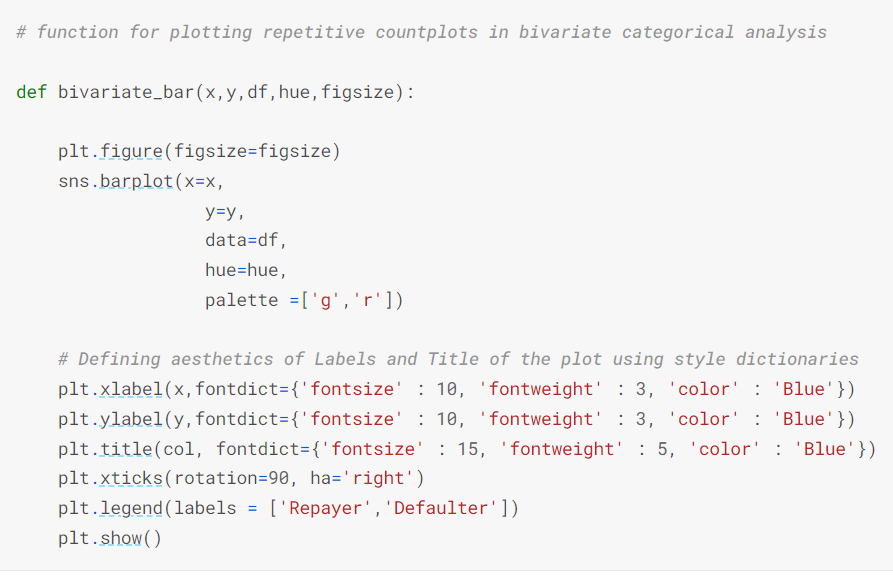 # function for plotting repetitive countplots in bivariate categorical analysis
def bivariate_bar(x,y,df,hue,figsize):
    plt.figure(figsize=figsize)
    sns.barplot(x=x,
                  y=y,
                  data=df,
                  hue=hue,
                  palette =['g','r'])
    # Defining aesthetics of Labels and Title of the plot using style dictionaries
    plt.xlabel(x,fontdict={'fontsize' : 10, 'fontweight' : 3, 'color' : 'Blue'})
    plt.ylabel(y,fontdict={'fontsize' : 10, 'fontweight' : 3, 'color' : 'Blue'})
    plt.title(col, fontdict={'fontsize' : 15, 'fontweight' : 5, 'color' : 'Blue'})
    plt.xticks(rotation=90, ha='right')
    plt.legend(labels = ['Repayer','Defaulter'])
    plt.show()